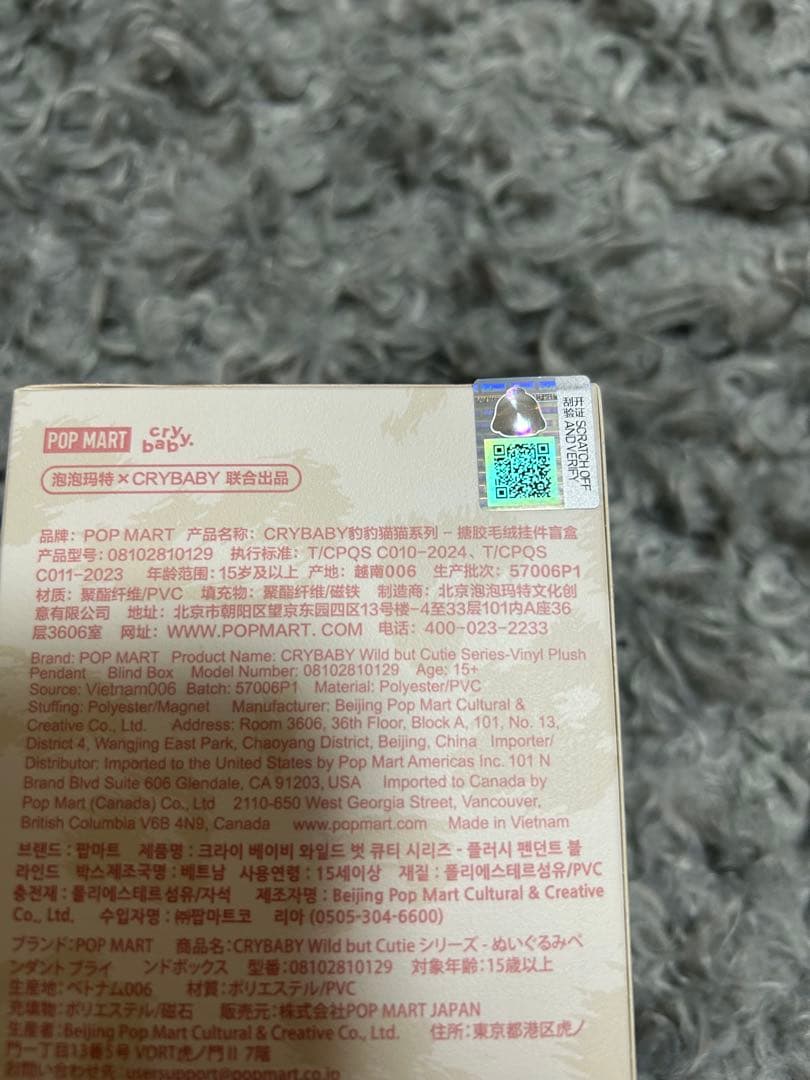 POP MART cry baby.
泡泡玛特×CRYBABY 联合出品
开证 SCRATCH OFF
刮验 AND VERIFY
品牌: POP MART 产品名称: CRYBABY豹豹猫猫系列 - 搪胶毛绒挂件盲盒
产品型号: 08102810129 执行标准: T/CPQS C010-2024、T/CPQS
C011-2023 年龄范围: 15岁及以上 产地: 越南006 生产批次: 57006P1
材质: 聚酯纤维/PVC 填充物: 聚酯纤维/磁铁 制造商: 北京泡泡玛特文化创
意有限公司 地址: 北京市朝阳区望京东园四区13号楼-4至33层101内A座36
层3606室 网址: WWW.POPMART. COM 电话: 400-023-2233
Brand: POP MART Product Name: CRYBABY Wild but Cutie Series-Vinyl Plush
Pendant Blind Box Model Number: 08102810129 Age: 15+
Source: Vietnam006 Batch: 57006P1 Material: Polyester/PVC
Stuffing: Polyester/Magnet Manufacturer: Beijing Pop Mart Cultural &
Creative Co., Ltd. Address: Room 3606, 36th Floor, Block A, 101, No. 13,
District 4, Wangjing East Park, Chaoyang District, Beijing, China Importer/
Distributor: Imported to the United States by Pop Mart Americas Inc. 101 N
Brand Blvd Suite 606 Glendale, CA 91203, USA Imported to Canada by
Pop Mart (Canada) Co., Ltd 2110-650 West Georgia Street, Vancouver,
British Columbia V6B 4N9, Canada www.popmart.com Made in Vietnam
브랜드 : 팝마트 제품명 : 크라이 베이비 와일드 벗 큐티 시리즈 - 플러시 펜던트 블
라인드 박스제조국명 : 베트남 사용연령 : 15세이상 재질 : 폴리에스테르섬유/PVC
충전재 : 폴리에스테르섬유/자석 제조자명 : Beijing Pop Mart Cultural & Creative
Co., Ltd. 수입자명 : ㈜팝마트코 리아 (0505-304-6600)
ブランド:POP MART 商品名:CRYBABY Wild but Cutie シリーズ - ぬいぐるみペ
ンダント ブライ ンドボックス 型番:08102810129 対象年齢:15歳以上
生産地:ベトナム006 材質:ポリエステル/PVC
充填物:ポリエステル/磁石 販売元:株式会社POP MART JAPAN
生産者:Beijing Pop Mart Cultural & Creative Co., Ltd. 住所:東京都港区虎ノ
門一丁目13番5号 VORT虎ノ門Ⅱ 7階
お問い合わせ先:usersupport@popmart.co.jp